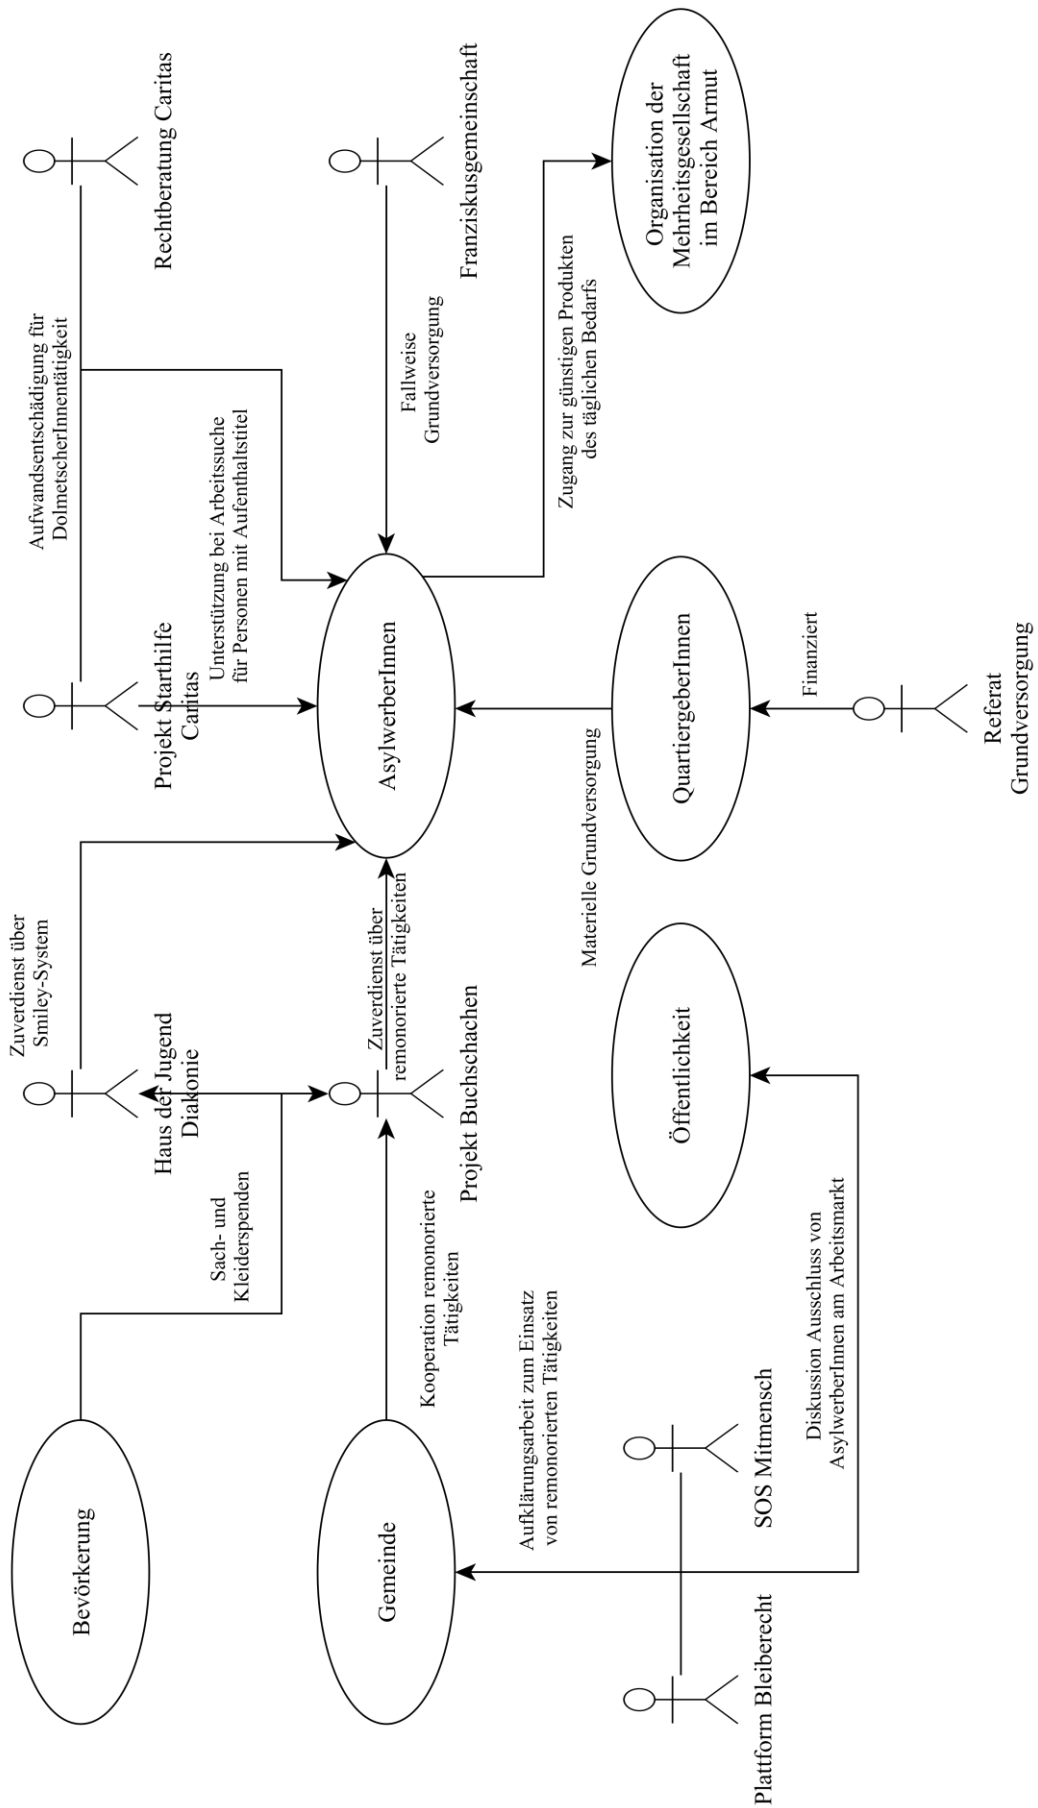 Zuverdienst über
Smiley-System
Aufwandsentschädigung für
DolmetscherInnentätigkeit
Bevörkerung
Haus der Jugend
Diakonie
Projekt Starthilfe
Caritas
Rechtberatung Caritas
Sach- und
Kleiderspenden
Unterstützung bei Arbeitssuche
für Personen mit Aufenthaltstitel
Gemeinde
Kooperation remonorierte
Tätigkeiten
Projekt Buchschachen
Zuverdienst über
remonorierte Tätigkeiten
AsylwerberInnen
Fallweise
Grundversorgung
Franziskusgemeinschaft
Aufklärungsarbeit zum Einsatz
von remonorierten Tätigkeiten
Materielle Grundversorgung
Zugang zur günstigen Produkten
des täglichen Bedarfs
Plattform Bleiberecht
SOS Mitmensch
Öffentlichkeit
QuartiergeberInnen
Organisation der
Mehrheitsgesellschaft
im Bereich Armut
Diskussion Ausschluss von
AsylwerberInnen am Arbeitsmarkt
Finanziert
Referat
Grundversorgung